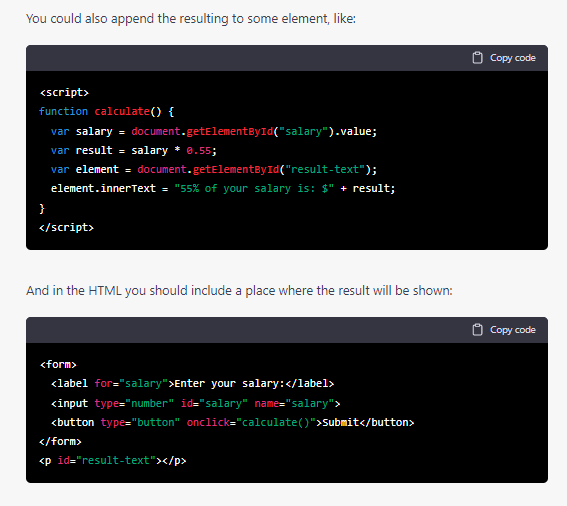 You could also append the resulting to some element, like:
Copy code
<script>
function calculate() {
  var salary = document.getElementById("salary").value;
  var result = salary * 0.55;
  var element = document.getElementById("result-text");
  element.innerText = "55% of your salary is: $" + result;
}
</script>
And in the HTML you should include a place where the result will be shown:
Copy code
<form>
  <label for="salary">Enter your salary:</label>
  <input type="number" id="salary" name="salary">
  <button type="button" onclick="calculate()">Submit</button>
</form>
<p id="result-text"></p>